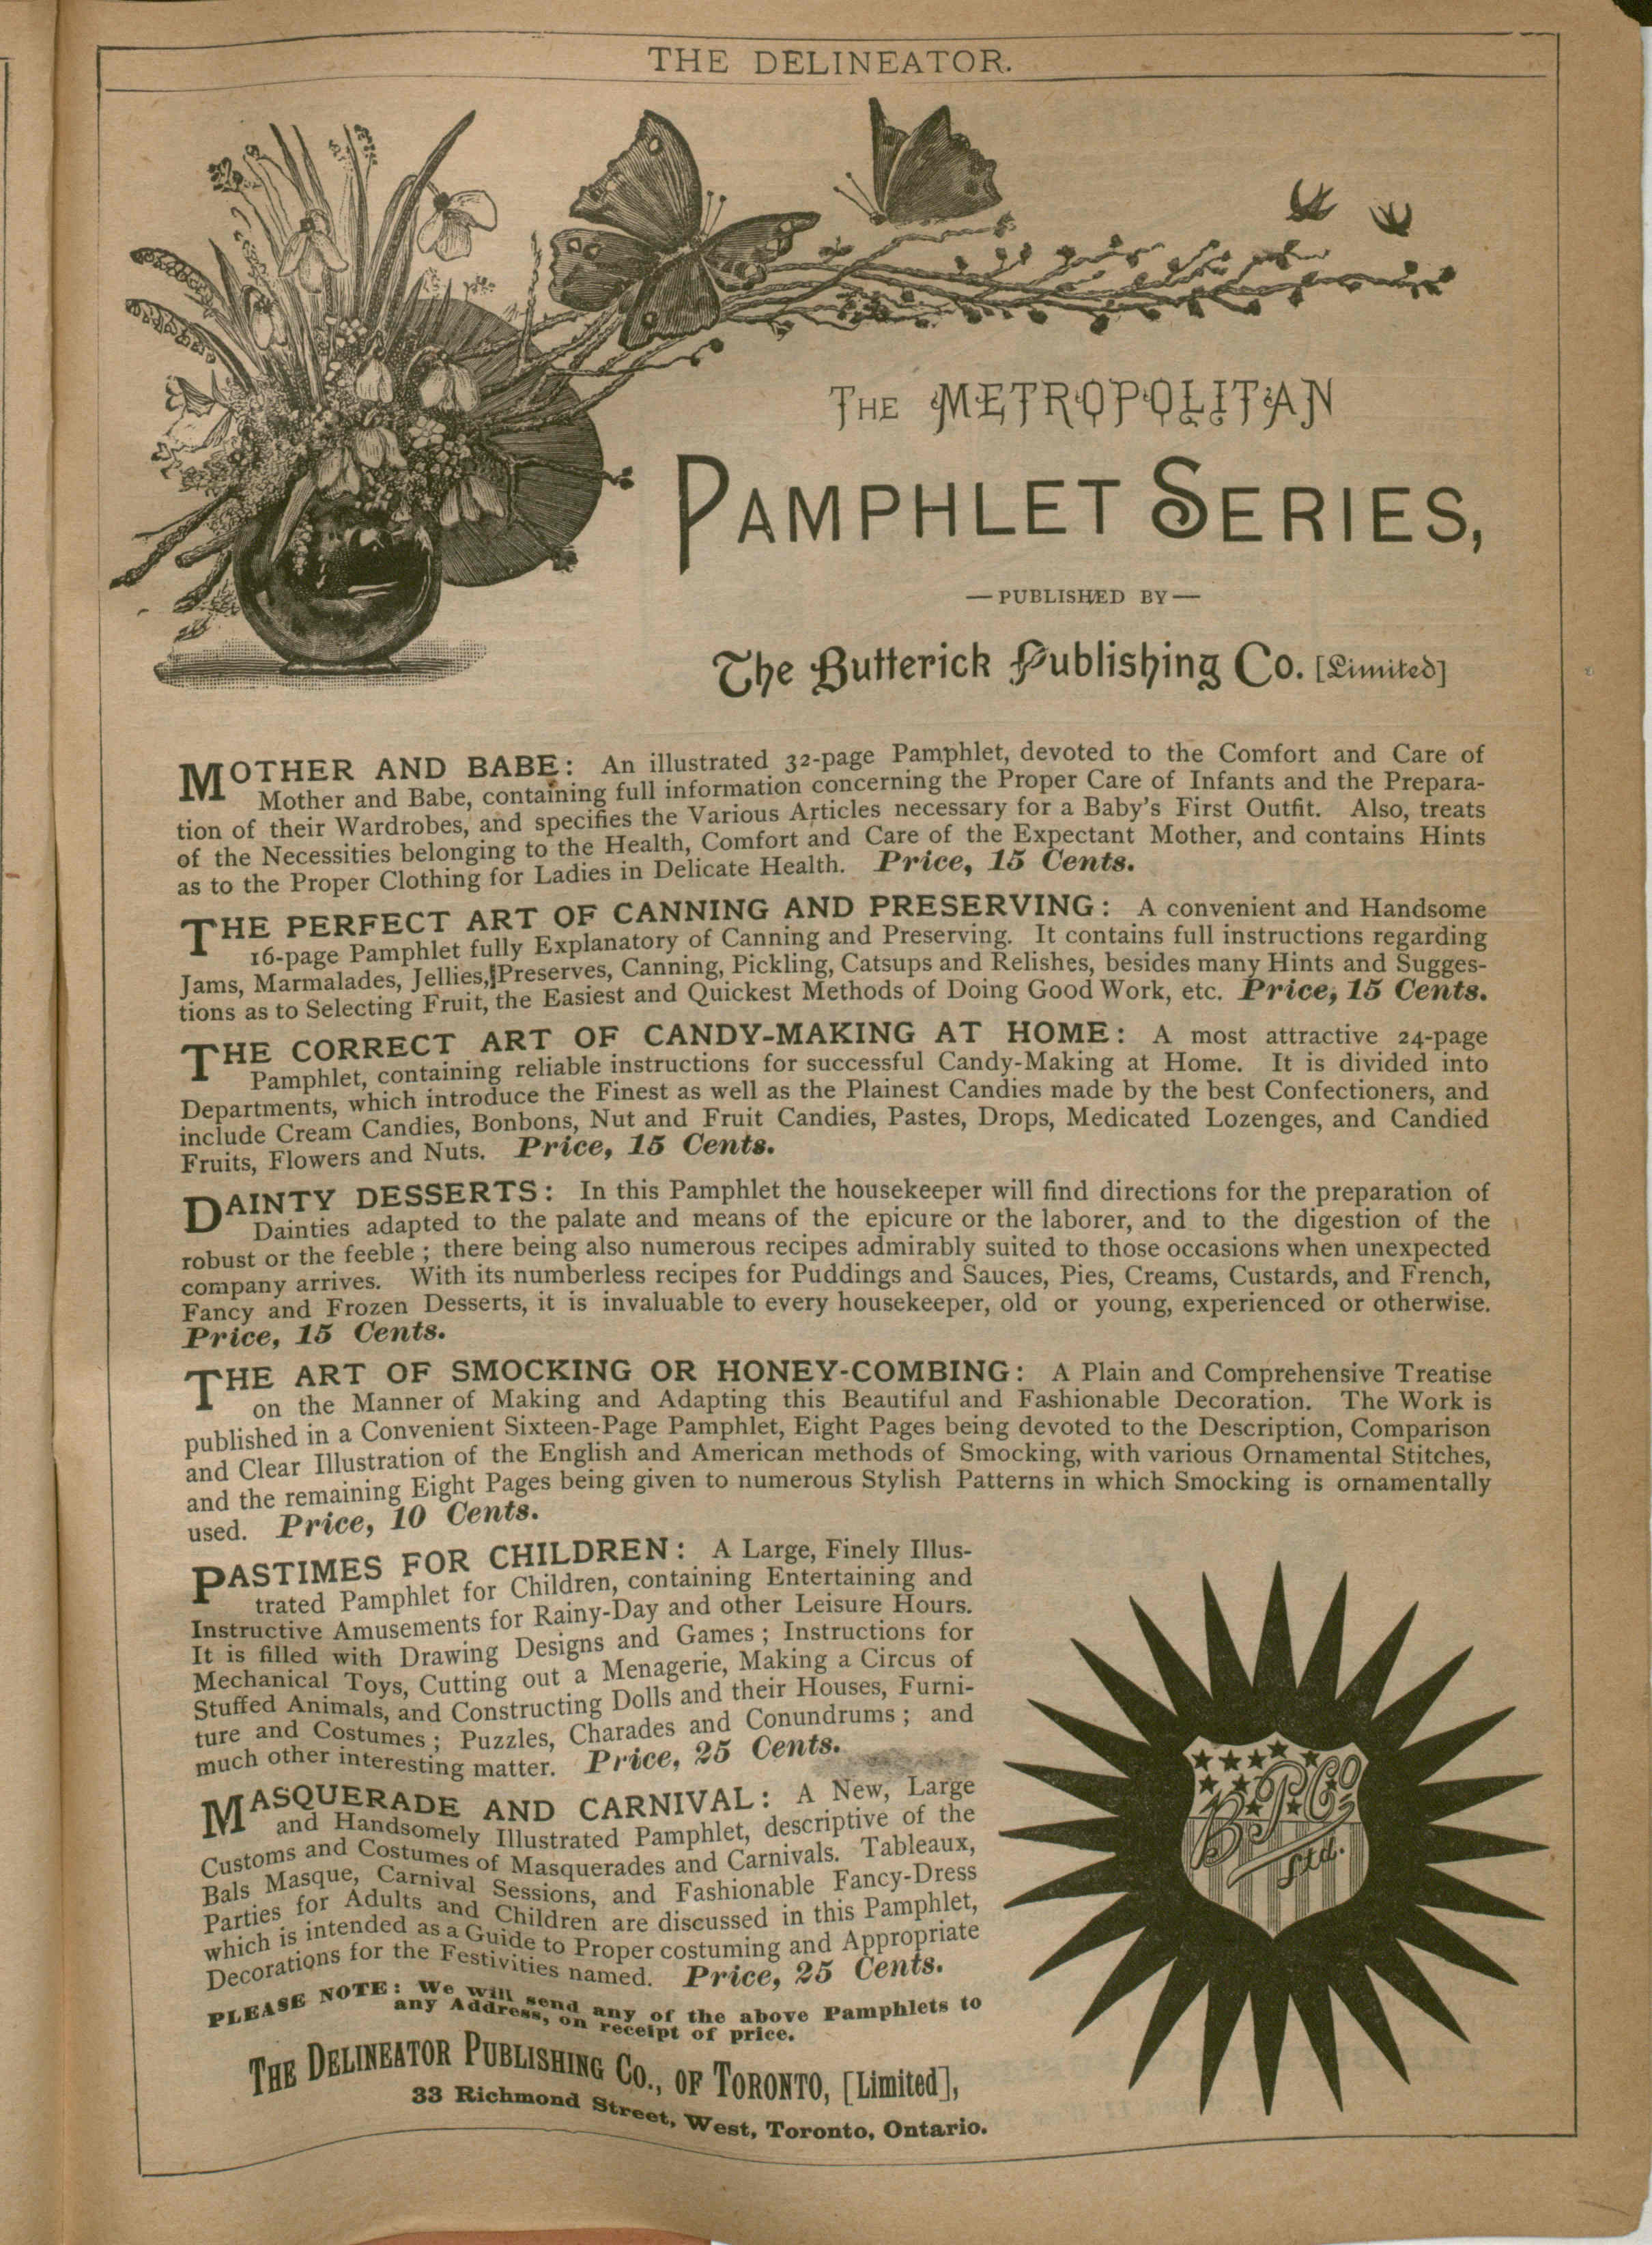 THE DELINEATOR.
THE METROPOLITAN
PAMPHLET SERIES,
— PUBLISHED BY —
The Butterick Publishing Co. [Limited]
MOTHER AND BABE: An illustrated 32-page Pamphlet, devoted to the Comfort and Care of
Mother and Babe, containing full information concerning the Proper Care of Infants and the Prepara-
tion of their Wardrobes, and specifies the Various Articles necessary for a Baby's First Outfit. Also, treats
of the Necessities belonging to the Health, Comfort and Care of the Expectant Mother, and contains Hints
as to the Proper Clothing for Ladies in Delicate Health. Price, 15 Cents.
THE PERFECT ART OF CANNING AND PRESERVING: A convenient and Handsome
16-page Pamphlet fully Explanatory of Canning and Preserving. It contains full instructions regarding
Jams, Marmalades, Jellies, Preserves, Canning, Pickling, Catsups and Relishes, besides many Hints and Sugges-
tions as to Selecting Fruit, the Easiest and Quickest Methods of Doing Good Work, etc. Price, 15 Cents.
THE CORRECT ART OF CANDY-MAKING AT HOME: A most attractive 24-page
Pamphlet, containing reliable instructions for successful Candy-Making at Home. It is divided into
Departments, which introduce the Finest as well as the Plainest Candies made by the best Confectioners, and
include Cream Candies, Bonbons, Nut and Fruit Candies, Pastes, Drops, Medicated Lozenges, and Candied
Fruits, Flowers and Nuts. Price, 15 Cents.
DAINTY DESSERTS: In this Pamphlet the housekeeper will find directions for the preparation of
Dainties adapted to the palate and means of the epicure or the laborer, and to the digestion of the
robust or the feeble; there being also numerous recipes admirably suited to those occasions when unexpected
company arrives. With its numberless recipes for Puddings and Sauces, Pies, Creams, Custards, and French,
Fancy and Frozen Desserts, it is invaluable to every housekeeper, old or young, experienced or otherwise.
Price, 15 Cents.
THE ART OF SMOCKING OR HONEY-COMBING: A Plain and Comprehensive Treatise
on the Manner of Making and Adapting this Beautiful and Fashionable Decoration. The Work is
published in a Convenient Sixteen-Page Pamphlet, Eight Pages being devoted to the Description, Comparison
and Clear Illustration of the English and American methods of Smocking, with various Ornamental Stitches,
and the remaining Eight Pages being given to numerous Stylish Patterns in which Smocking is ornamentally
used. Price, 10 Cents.
PASTIMES FOR CHILDREN: A Large, Finely Illus-
trated Pamphlet for Children, containing Entertaining and
Instructive Amusements for Rainy-Day and other Leisure Hours.
It is filled with Drawing Designs and Games; Instructions for
Mechanical Toys, Cutting out a Menagerie, Making a Circus of
Stuffed Animals, and Constructing Dolls and their Houses, Furni-
ture and Costumes; Puzzles, Charades and Conundrums; and
much other interesting matter. Price, 25 Cents.
MASQUERADE AND CARNIVAL: A New, Large
and Handsomely Illustrated Pamphlet, descriptive of the
Customs and Costumes of Masquerades and Carnivals. Tableaux,
Bals Masque, Carnival Sessions, and Fashionable Fancy-Dress
Parties for Adults and Children are discussed in this Pamphlet,
which is intended as a Guide to Proper costuming and Appropriate
Decorations for the Festivities named. Price, 25 Cents.
PLEASE NOTE: We will send any of the above Pamphlets to
any Address, on receipt of price.
THE DELINEATOR PUBLISHING CO., OF TORONTO, [Limited],
33 Richmond Street, West, Toronto, Ontario.
B.P.Co.
Ltd.